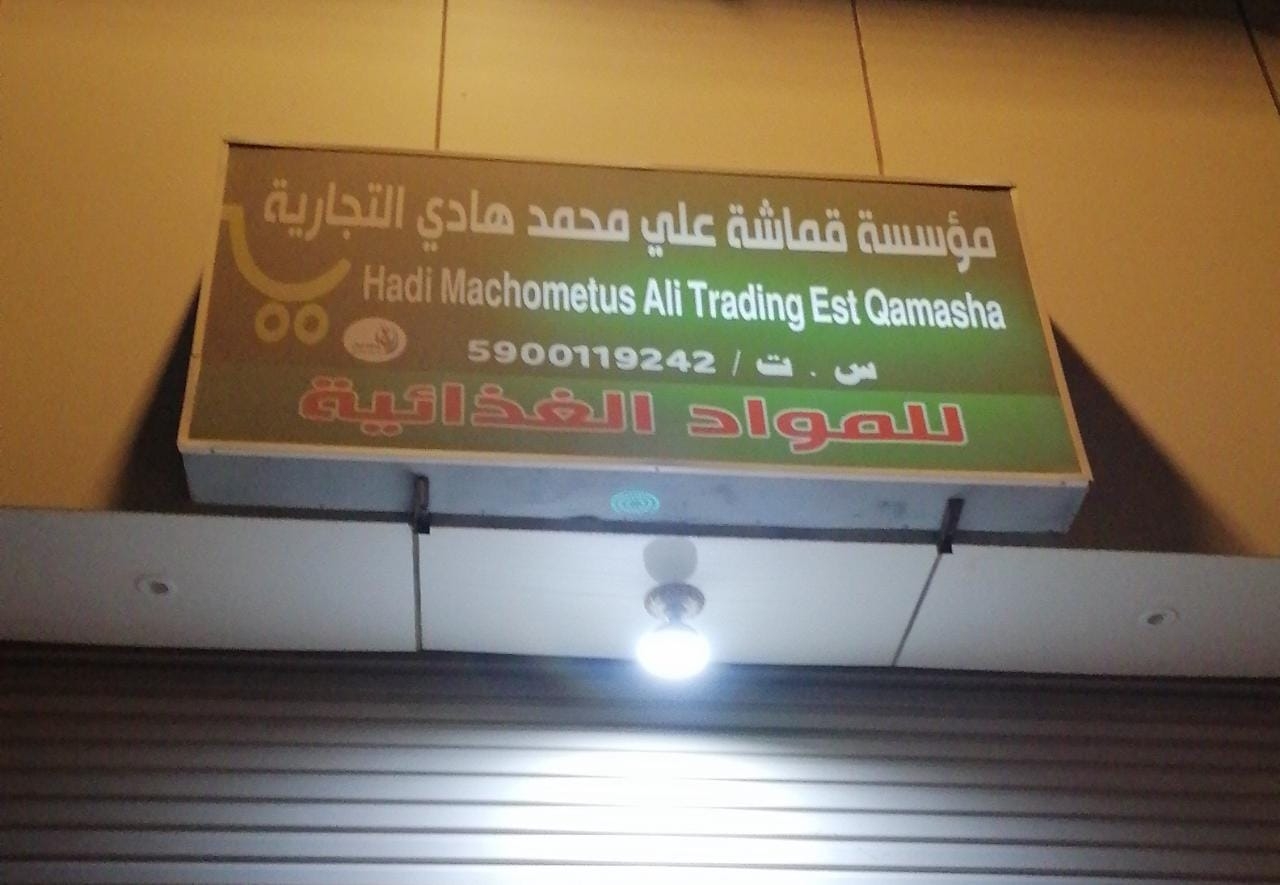 مؤسسة قماشة علي محمد هادي التجارية
Hadi Machometus Ali Trading Est Qamasha
س . ت / 5900119242
للمواد الغذائية